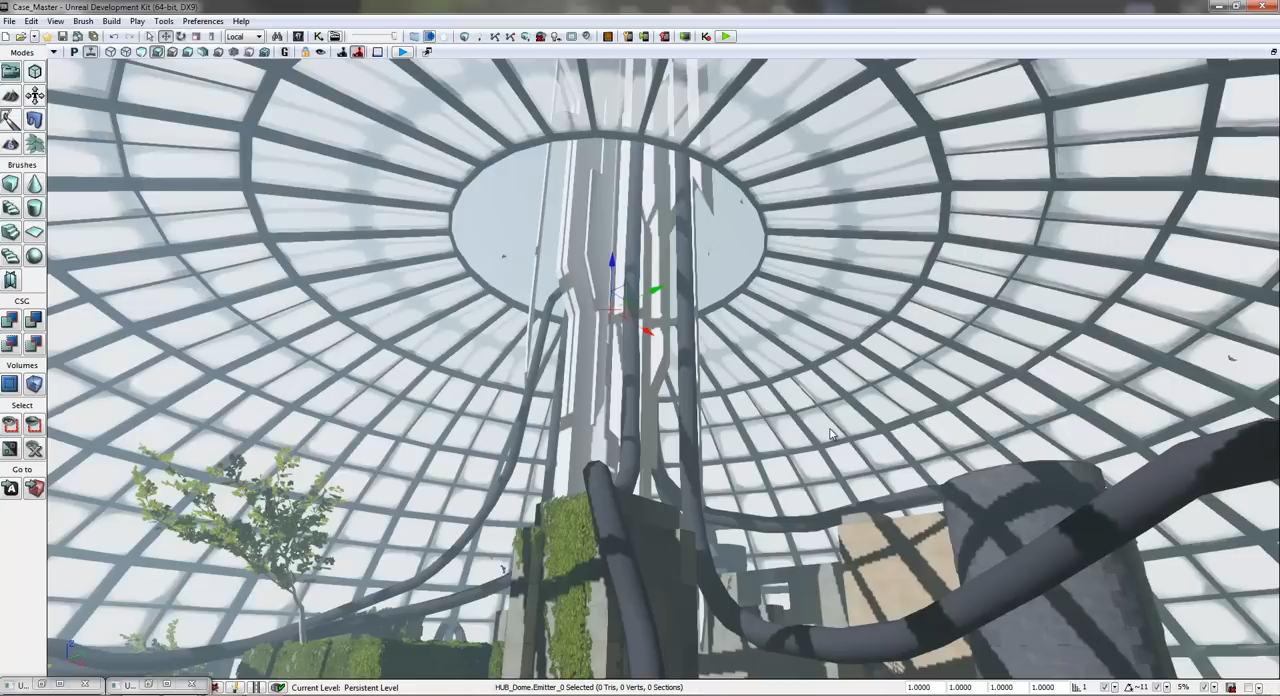 Case_Master - Unreal Development Kit (64-bit, DX9)
File Edit View Brush Build Play Tools Preferences Help
Local
Modes
P
G
Brushes
CSG
Volumes
Select
Go to
U...
U...
Current Level: Persistent Level
HUB_Dome.Emitter_0 Selected (0 Tris, 0 Verts, 0 Sections)
1.0000 1.0000 1.0000 1.0000
1
~11
5%